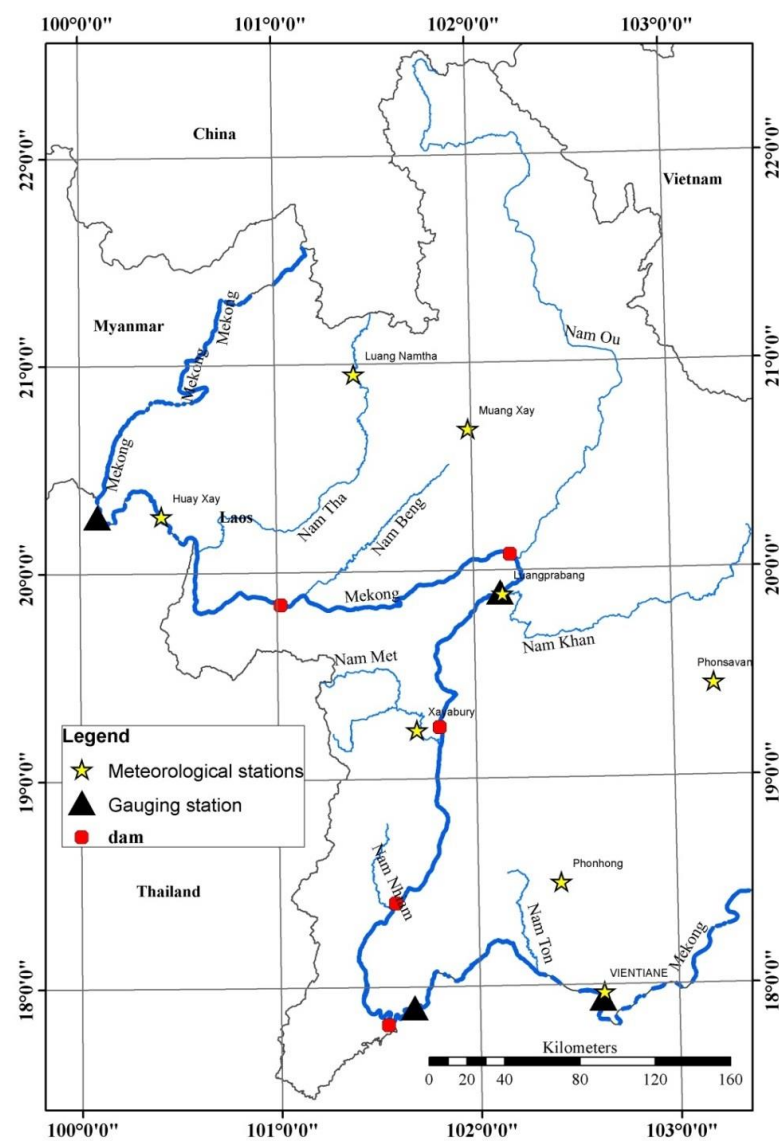 100°0'0" 101°0'0" 102°0'0" 103°0'0"
China
22°0'0" 22°0'0"
Vietnam
Mekong
Myanmar
Nam Ou
21°0'0" 21°0'0"
Luang Namtha
Mekong
Muang Xay
Mekong
Huay Xay
Laos
Nam Tha
Nam Beng
20°0'0" 20°0'0"
Luangprabang
Mekong
Nam Khan
Nam Met
Phonsavan
Xayabury
Legend
Meteorological stations
Gauging station
dam
19°0'0" 19°0'0"
Phonhong
Nam Nhum
Thailand
Nam Ton
Mekong
VIENTIANE
18°0'0" 18°0'0"
Kilometers
0 20 40 80 120 160
100°0'0" 101°0'0" 102°0'0" 103°0'0"